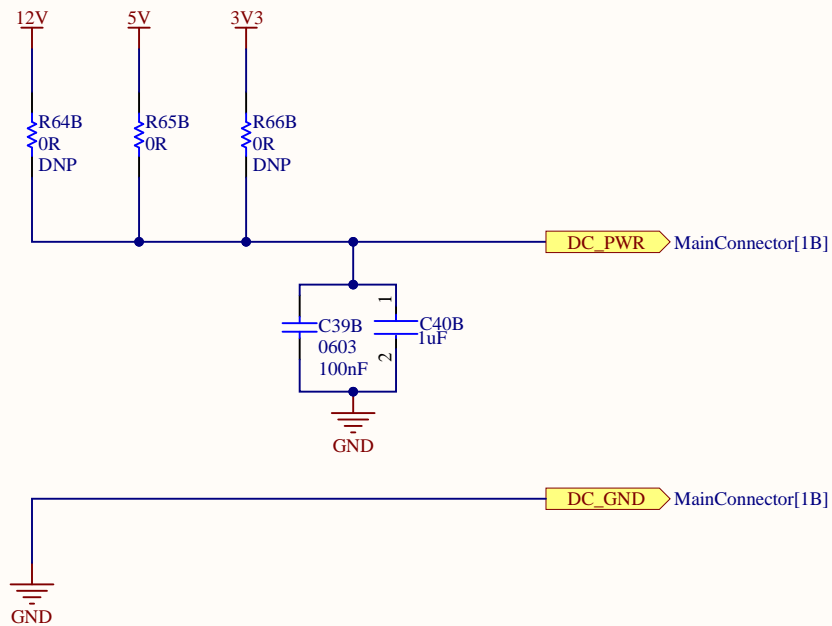 12V
5V
3V3
R64B
0R
DNP
R65B
0R
R66B
0R
DNP
DC_PWR
MainConnector[1B]
1
2
C39B
0603
100nF
C40B
1uF
GND
DC_GND
MainConnector[1B]
GND